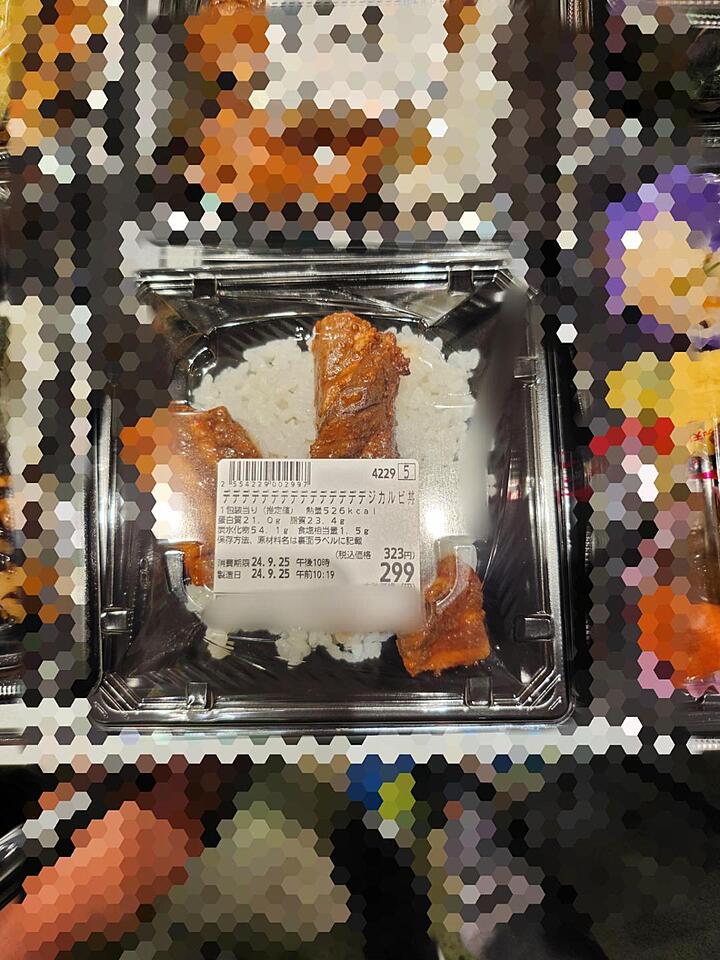 4229 5
2 554229 002997
デデデデデデデデデデデデデデデジカルビ丼
1包装当り（推定値） 熱量526kcal
蛋白質21.0g 脂質23.4g
炭水化物54.1g 食塩相当量1.5g
保存方法、原材料名は裏面ラベルに記載
(税込価格 323円)
消費期限 24.9.25 午後10時
299
製造日 24.9.25 午前10:19